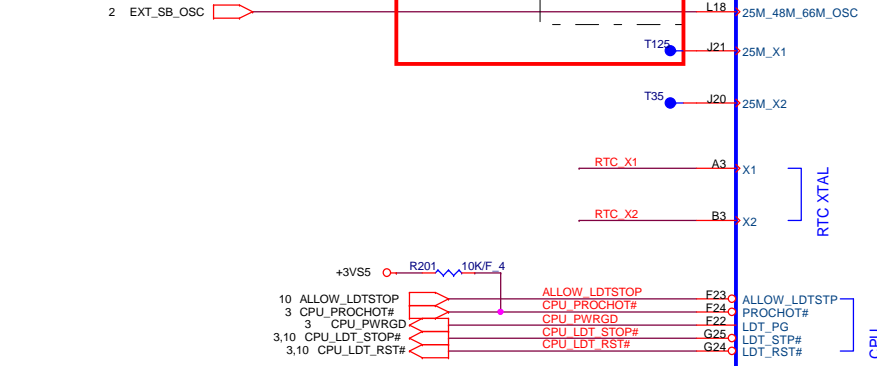 2 EXT_SB_OSC L18 25M_48M_66M_OSC
T125 J21 25M_X1
T35 J20 25M_X2
RTC_X1 A3 X1
RTC_X2 B3 X2
RTC XTAL
+3VS5 R201 10K/F_4
10 ALLOW_LDTSTOP ALLOW_LDTSTOP F23 ALLOW_LDTSTP
3 CPU_PROCHOT# CPU_PROCHOT# F24 PROCHOT#
3 CPU_PWRGD CPU_PWRGD F22 LDT_PG
3,10 CPU_LDT_STOP# CPU_LDT_STOP# G25 LDT_STP#
3,10 CPU_LDT_RST# CPU_LDT_RST# G24 LDT_RST#
CPU